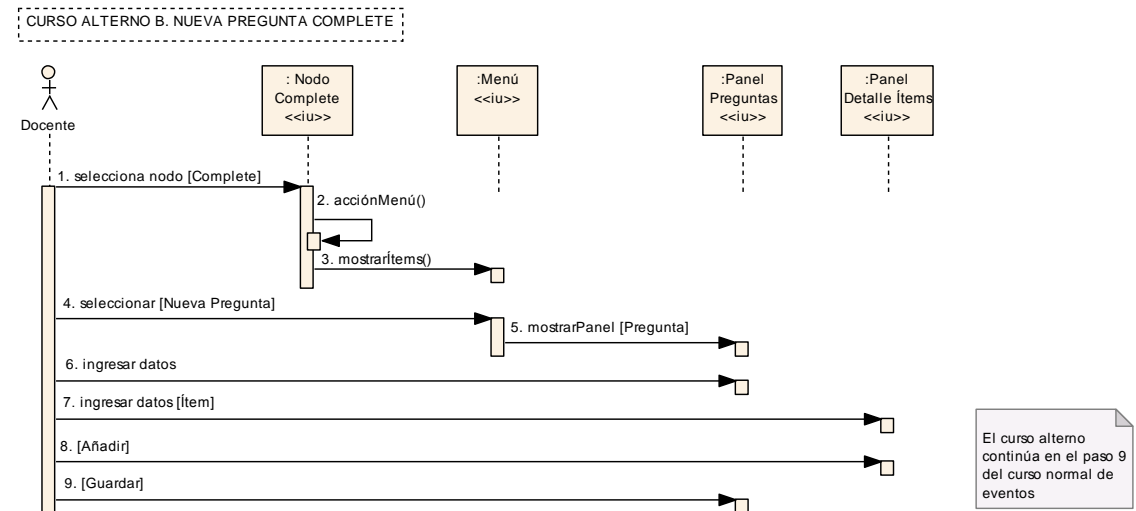 CURSO ALTERNO B. NUEVA PREGUNTA COMPLETE
Docente
: Nodo
Complete
<<iu>>
:Menú
<<iu>>
:Panel
Preguntas
<<iu>>
:Panel
Detalle Ítems
<<iu>>
1. selecciona nodo [Complete]
2. acciónMenú()
3. mostrarÍtems()
4. seleccionar [Nueva Pregunta]
5. mostrarPanel [Pregunta]
6. ingresar datos
7. ingresar datos [Ítem]
8. [Añadir]
9. [Guardar]
El curso alterno
continúa en el paso 9
del curso normal de
eventos